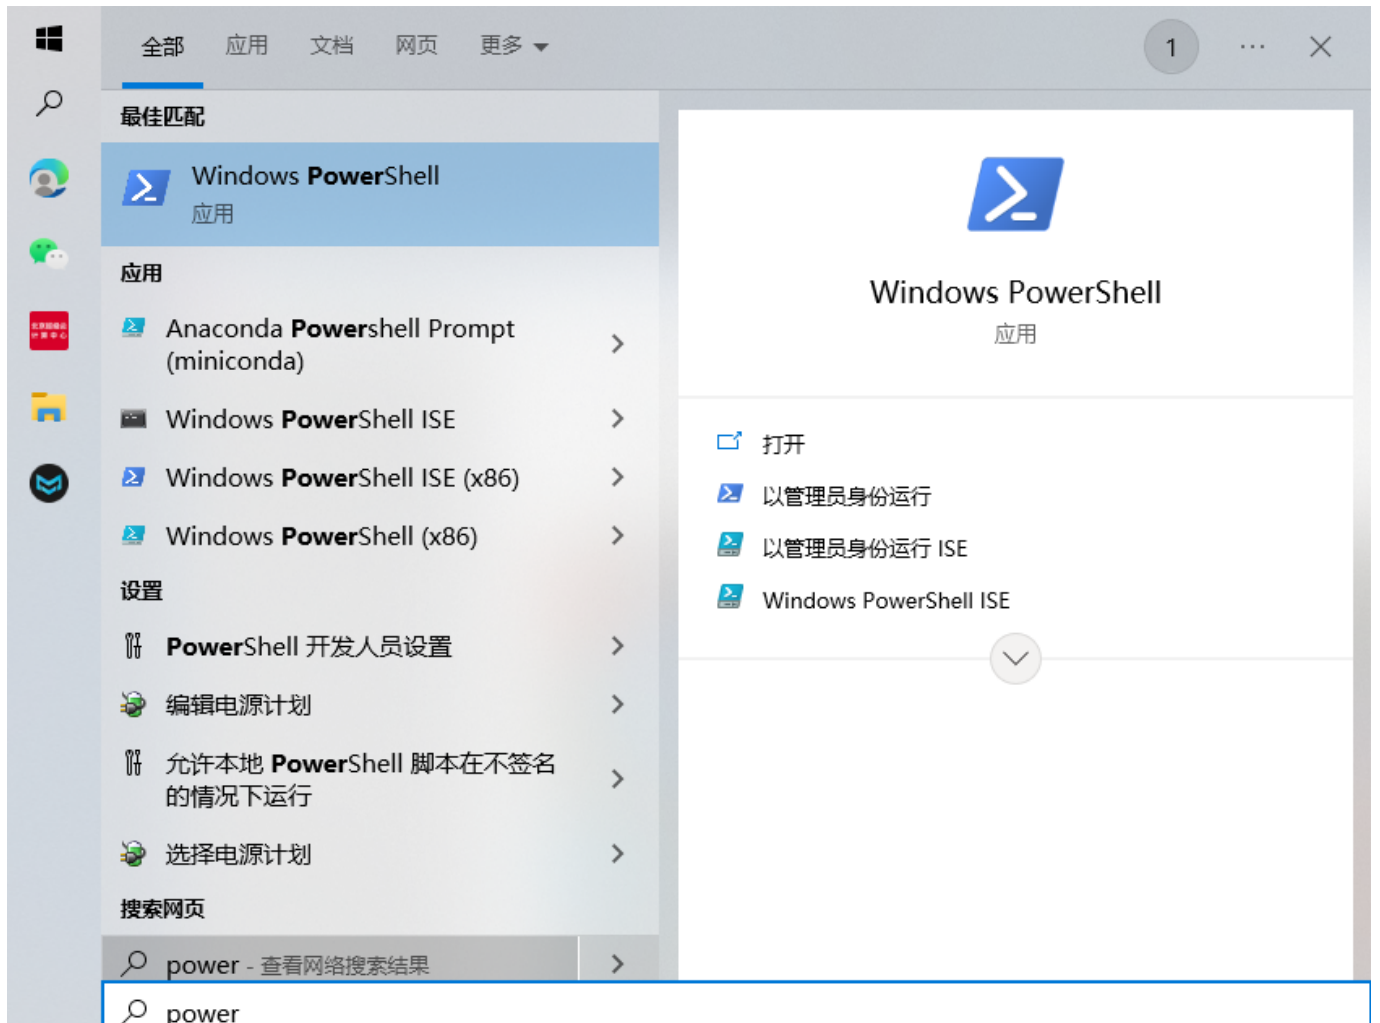 全部 应用 文档 网页 更多 1
最佳匹配
Windows PowerShell
应用
应用
Anaconda Powershell Prompt
(miniconda)
Windows PowerShell ISE
Windows PowerShell ISE (x86)
Windows PowerShell (x86)
设置
PowerShell 开发人员设置
编辑电源计划
允许本地 PowerShell 脚本在不签名
的情况下运行
选择电源计划
搜索网页
power - 查看网络搜索结果
power
Windows PowerShell
应用
打开
以管理员身份运行
以管理员身份运行 ISE
Windows PowerShell ISE